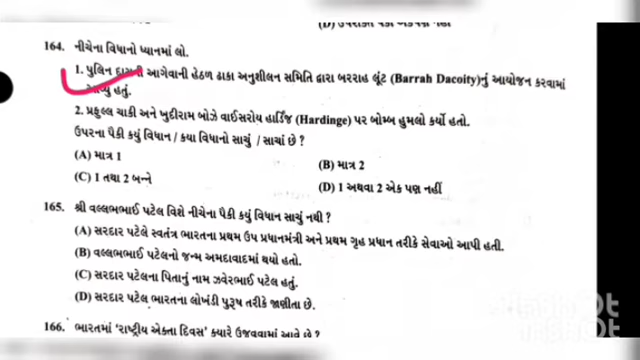 164. નીચેના વિધાનો ધ્યાનમાં લો.
1. પુલિન દાસની આગેવાની હેઠળ ઢાકા અનુશીલન સમિતિ દ્વારા બરરાહ લૂંટ (Barrah Dacoity)નું આયોજન કરવામાં
આવ્યું હતું.
2. પ્રફુલ્લ ચાકી અને ખુદીરામ બોઝે વાઈસરોય હાર્ડિંજ (Hardinge) પર બોમ્બ હુમલો કર્યો હતો.
ઉપરના પૈકી કયું વિધાન / કયા વિધાનો સાચું / સાચાં છે ?
(A) માત્ર 1
(B) માત્ર 2
(C) 1 તથા 2 બન્ને
(D) 1 અથવા 2 એક પણ નહીં
165. શ્રી વલ્લભભાઈ પટેલ વિશે નીચેના પૈકી કયું વિધાન સાચું નથી ?
(A) સરદાર પટેલે સ્વતંત્ર ભારતના પ્રથમ ઉપ પ્રધાનમંત્રી અને પ્રથમ ગૃહ પ્રધાન તરીકે સેવાઓ આપી હતી.
(B) વલ્લભભાઈ પટેલનો જન્મ અમદાવાદમાં થયો હતો.
(C) સરદાર પટેલના પિતાનું નામ ઝવેરભાઈ પટેલ હતું.
(D) સરદાર પટેલ ભારતના લોખંડી પુરૂષ તરીકે જાણીતા છે.
166. ભારતમાં ‘રાષ્ટ્રીય એકતા દિવસ’ ક્યારે ઉજવવામાં આવે છે ?